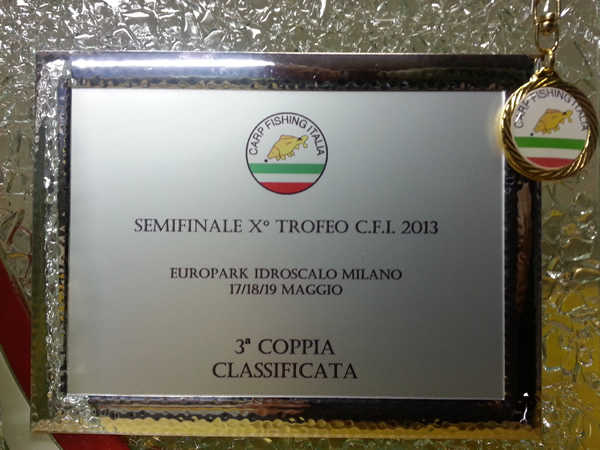 CARP FISHING ITALIA
SEMIFINALE X° TROFEO C.F.I. 2013
EUROPARK IDROSCALO MILANO
17/18/19 MAGGIO
3ª COPPIA
CLASSIFICATA
CARP FISHING ITALIA